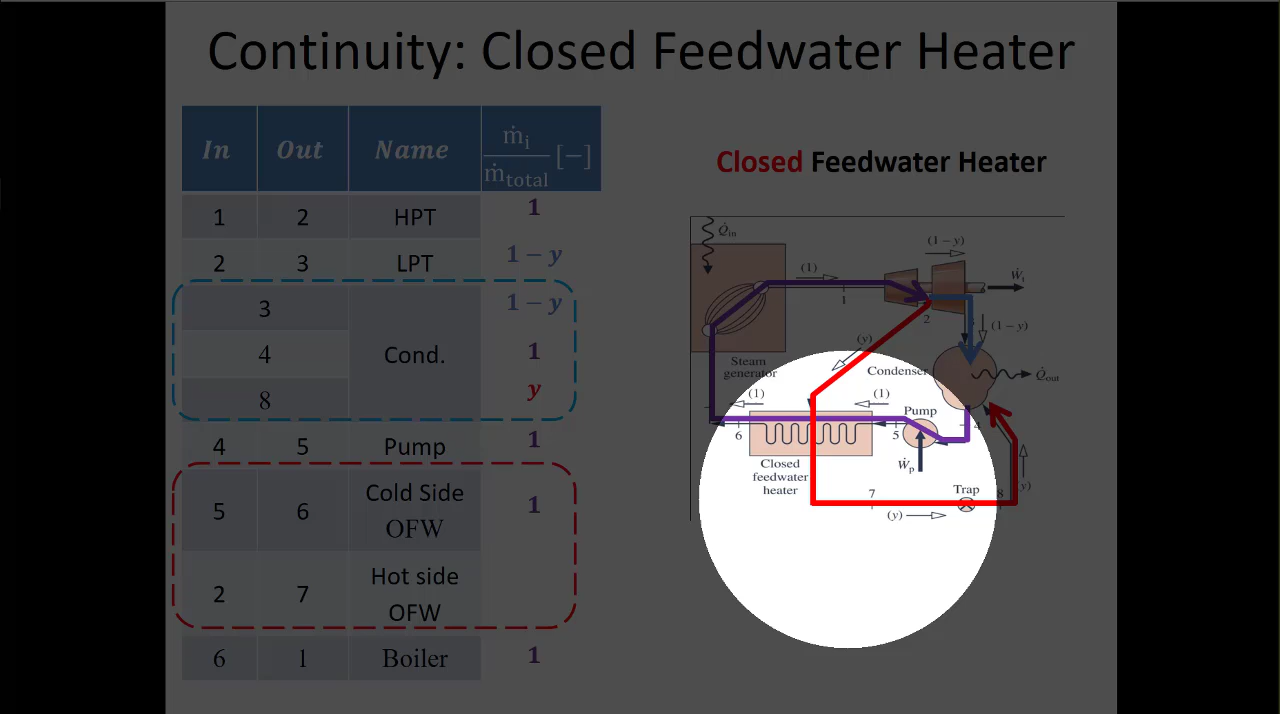 Continuity: Closed Feedwater Heater
In Out Name ṁi/ṁtotal [−]
1 2 HPT 1
2 3 LPT 1 − y
3 1 − y
4 Cond. 1
8 y
4 5 Pump 1
5 6 Cold Side OFW 1
2 7 Hot side OFW
6 1 Boiler 1
Closed Feedwater Heater
Q̇in
(1 − y)
(1)
Ẇt
1
2
(1 − y)
(y)
Steam
generator
Condenser
Q̇out
(1)
(1)
Pump
4
6
5
Closed
feedwater
heater
Ẇp
Trap
7
8
(y)
(y)